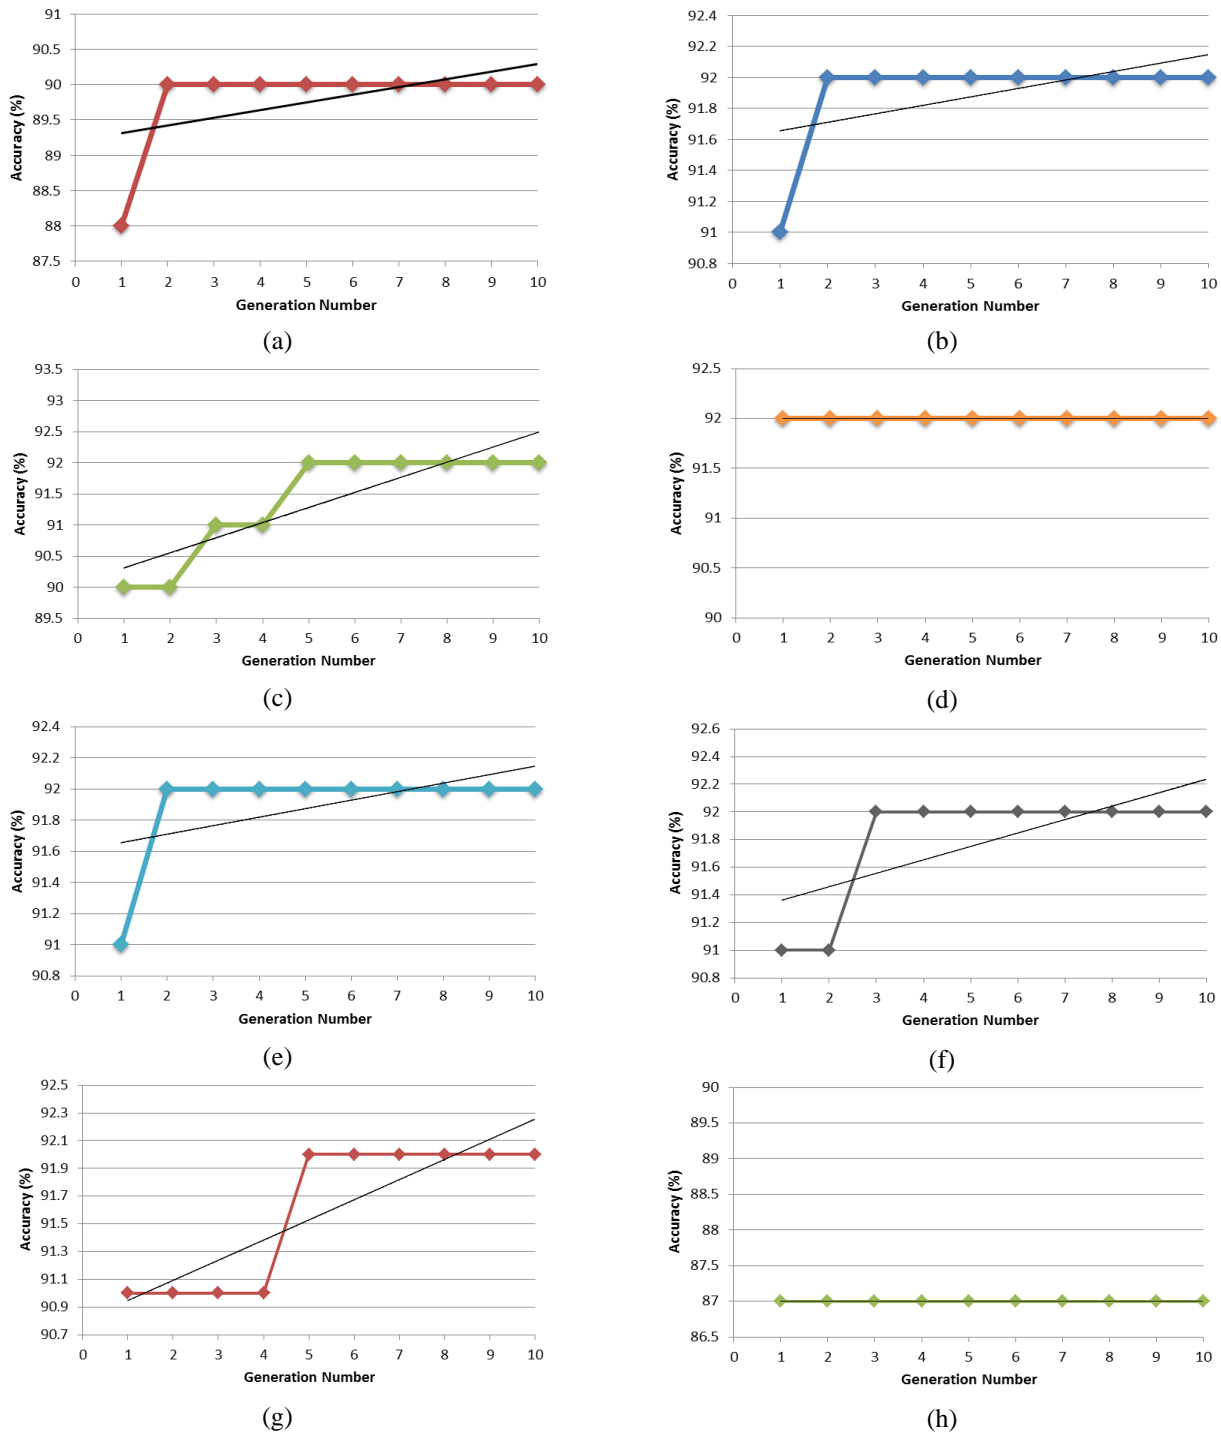 91
90.5
90
89.5
89
88.5
88
87.5
Accuracy (%)
0 1 2 3 4 5 6 7 8 9 10
Generation Number
(a)
92.4
92.2
92
91.8
91.6
91.4
91.2
91
90.8
Accuracy (%)
0 1 2 3 4 5 6 7 8 9 10
Generation Number
(b)
93.5
93
92.5
92
91.5
91
90.5
90
89.5
Accuracy (%)
0 1 2 3 4 5 6 7 8 9 10
Generation Number
(c)
92.5
92
91.5
91
90.5
90
Accuracy (%)
0 1 2 3 4 5 6 7 8 9 10
Generation Number
(d)
92.4
92.2
92
91.8
91.6
91.4
91.2
91
90.8
Accuracy (%)
0 1 2 3 4 5 6 7 8 9 10
Generation Number
(e)
92.6
92.4
92.2
92
91.8
91.6
91.4
91.2
91
90.8
Accuracy (%)
0 1 2 3 4 5 6 7 8 9 10
Generation Number
(f)
92.5
92.3
92.1
91.9
91.7
91.5
91.3
91.1
90.9
90.7
Accuracy (%)
0 1 2 3 4 5 6 7 8 9 10
Generation Number
(g)
90
89.5
89
88.5
88
87.5
87
86.5
Accuracy (%)
0 1 2 3 4 5 6 7 8 9 10
Generation Number
(h)